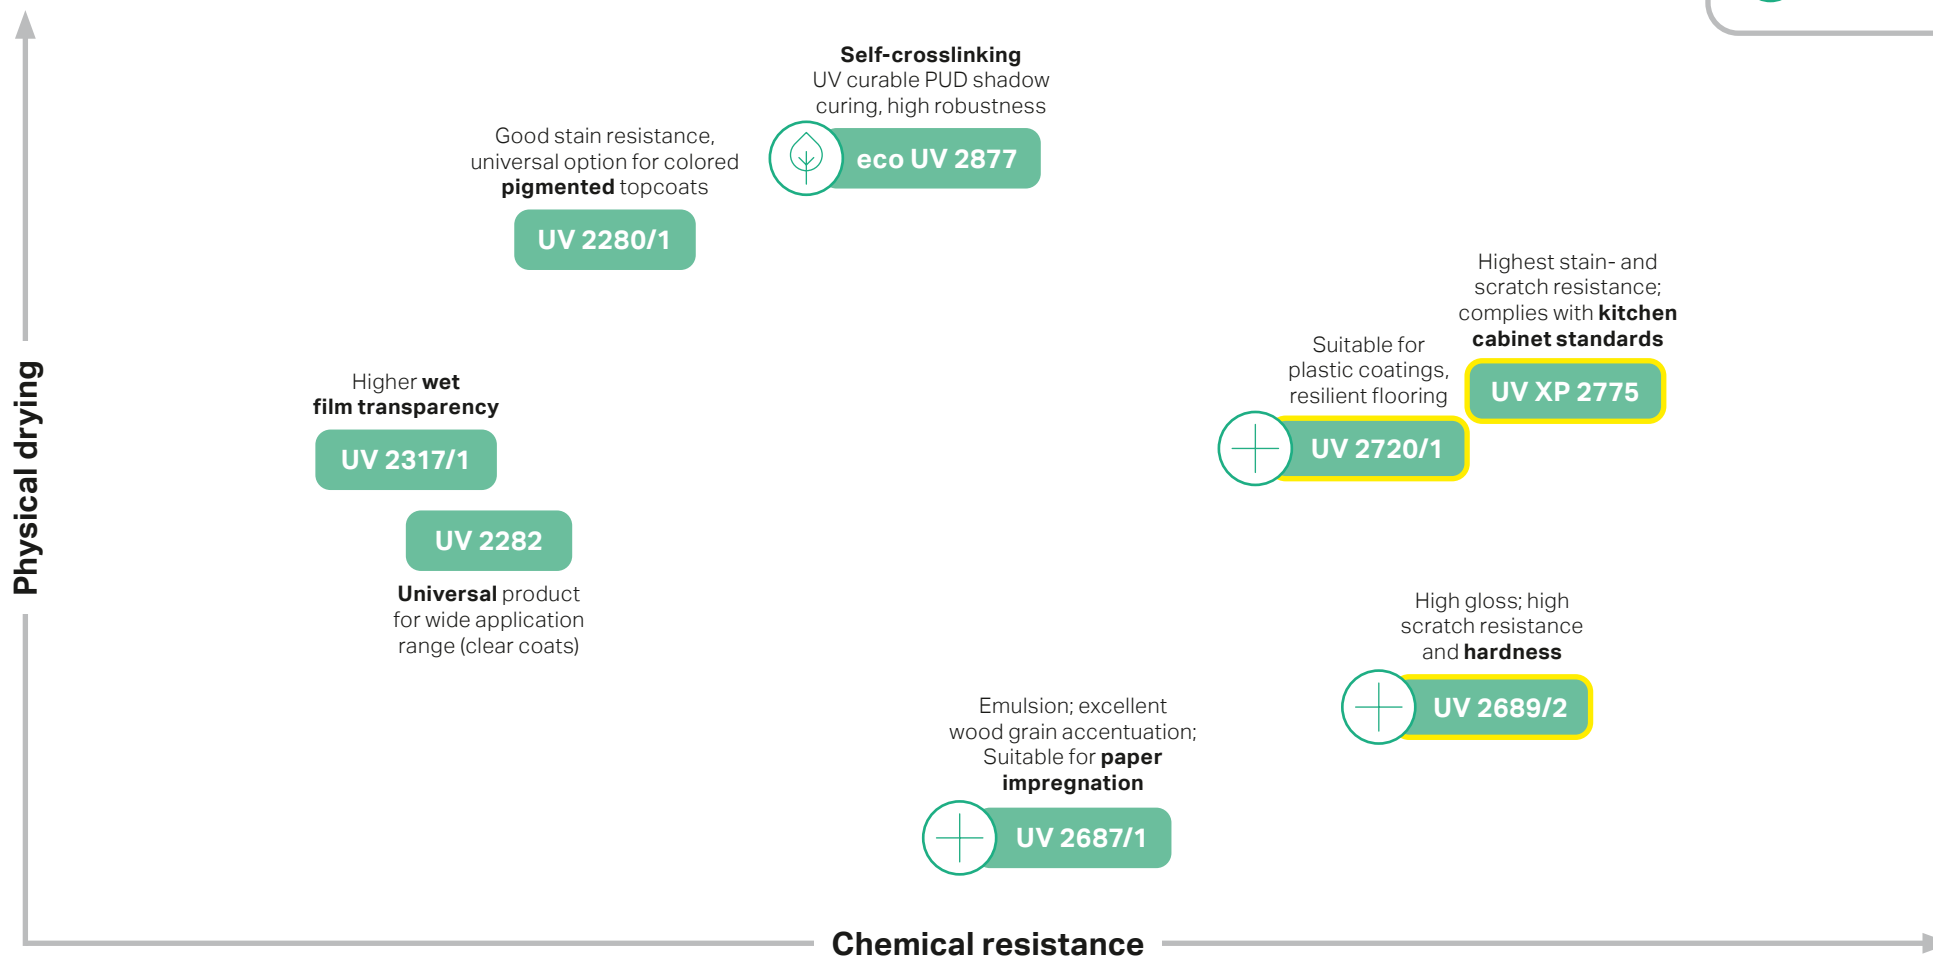 Self-crosslinking
UV curable PUD shadow
curing, high robustness
eco UV 2877
Good stain resistance,
universal option for colored
pigmented topcoats
UV 2280/1
Highest stain- and
scratch resistance;
complies with kitchen
cabinet standards
UV XP 2775
Suitable for
plastic coatings,
resilient flooring
UV 2720/1
Higher wet
film transparency
UV 2317/1
UV 2282
Universal product
for wide application
range (clear coats)
High gloss; high
scratch resistance
and hardness
UV 2689/2
Emulsion; excellent
wood grain accentuation;
Suitable for paper
impregnation
UV 2687/1
Physical drying
Chemical resistance